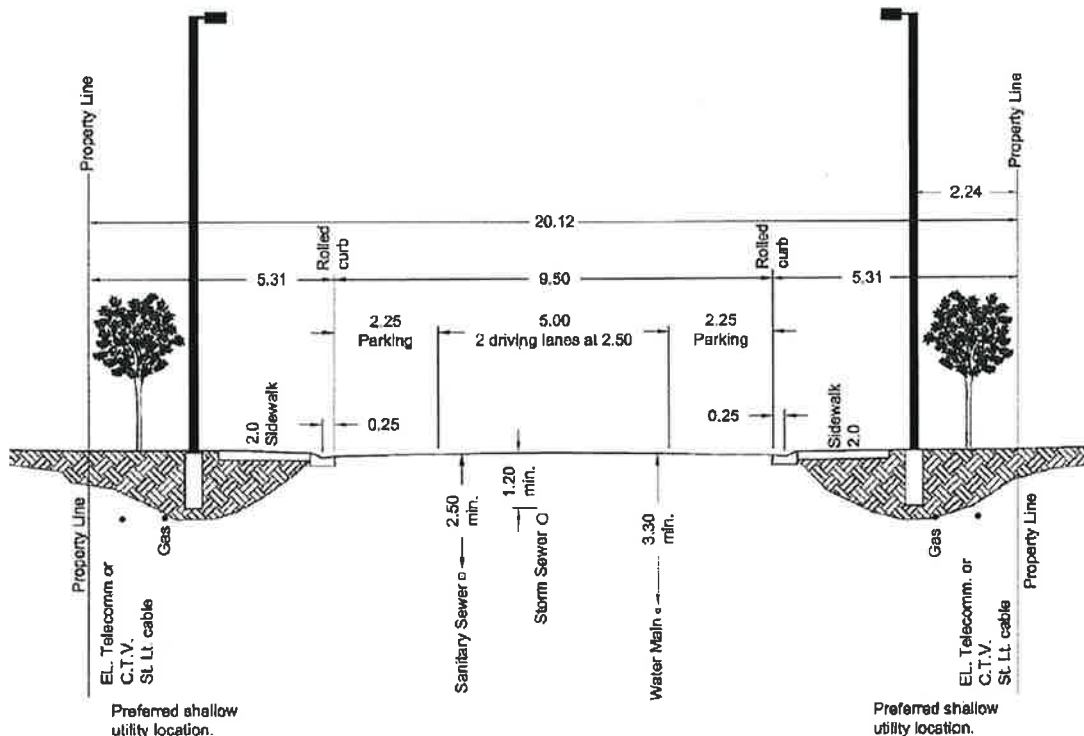 Property Line
Property Line
2.24
20.12
Rolled
curb
Rolled
curb
5.31
9.50
5.31
2.25
Parking
5.00
2 driving lanes at 2.50
2.25
Parking
2.0
Sidewalk
0.25
0.25
Sidewalk
2.0
Property Line
EL. Telecomm. or
C.T.V.
St. Lt. cable
Gas
2.50
min.
Sanitary Sewer
1.20
min.
Storm Sewer
3.30
min.
Water Main
Gas
EL. Telecomm. or
C.T.V.
St. Lt. cable
Property Line
Preferred shallow
utility location.
Preferred shallow
utility location.